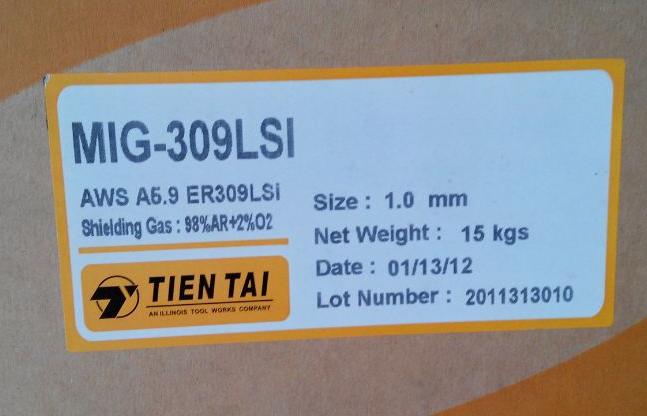 MIG-309LSI
AWS A5.9 ER309LSi
Shielding Gas : 98%AR+2%O2
TIEN TAI
AN ILLINOIS TOOL WORKS COMPANY
Size : 1.0 mm
Net Weight : 15 kgs
Date : 01/13/12
Lot Number : 2011313010